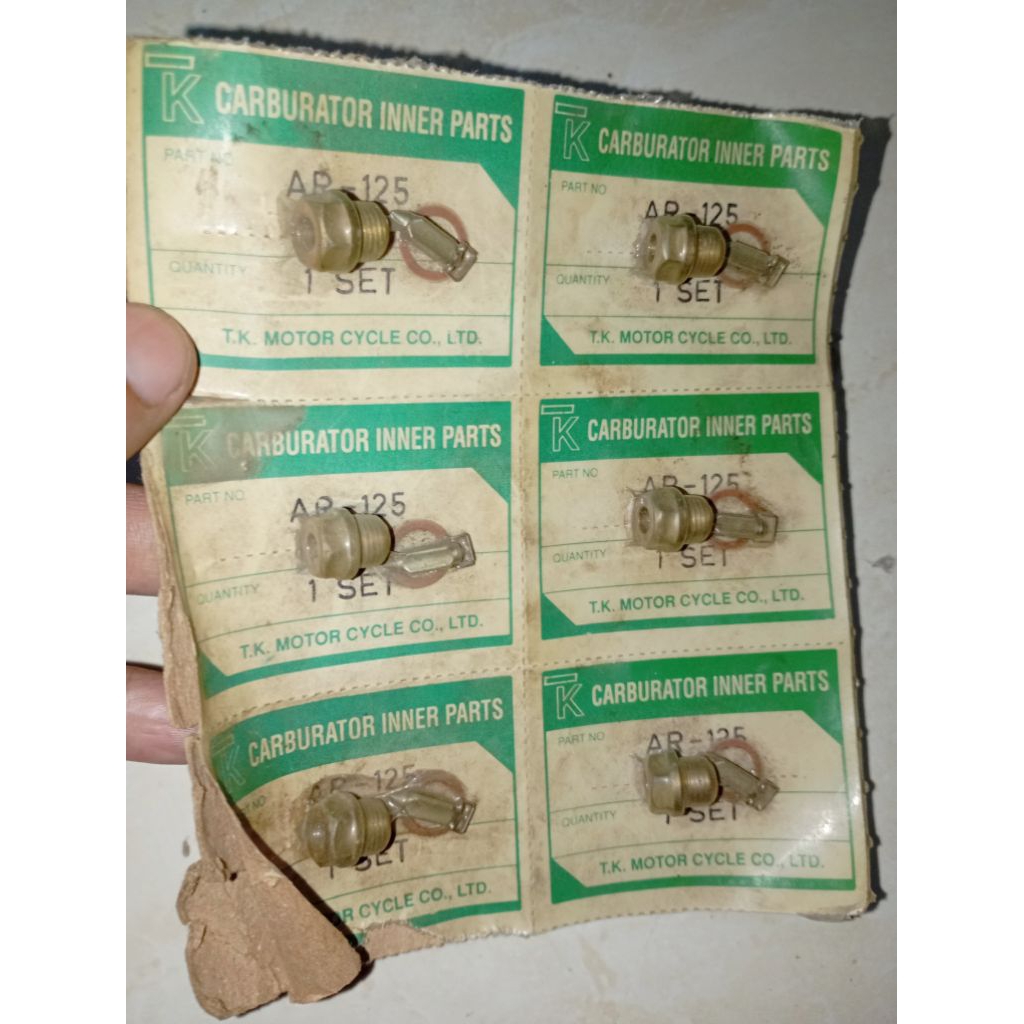 TK CARBURATOR INNER PARTS
PART NO
AR-125
QUANTITY
1 SET
T.K. MOTOR CYCLE CO., LTD.
TK CARBURATOR INNER PARTS
PART NO
AR-125
QUANTITY
1 SET
T.K. MOTOR CYCLE CO., LTD.
TK CARBURATOR INNER PARTS
PART NO.
AR-125
QUANTITY
1 SET
T.K. MOTOR CYCLE CO., LTD.
TK CARBURATOR INNER PARTS
PART NO
AR-125
QUANTITY
1 SET
T.K. MOTOR CYCLE CO., LTD.
TK CARBURATOR INNER PARTS
NO
AR-125
1 SET
OR CYCLE CO., LTD.
TK CARBURATOR INNER PARTS
PART NO
AR-125
QUANTITY
1 SET
T.K. MOTOR CYCLE CO., LTD.